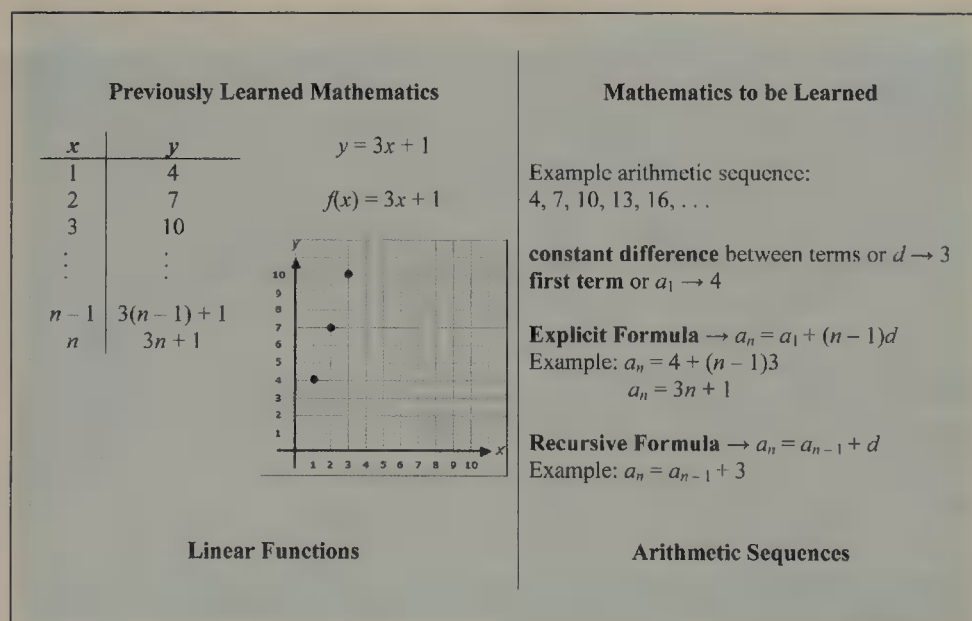 Previously Learned Mathematics
x y
1 4
2 7
3 10
⋮ ⋮
n – 1 3(n – 1) + 1
n 3n + 1
y = 3x + 1
f(x) = 3x + 1
y
10
9
8
7
6
5
4
3
2
1
x
1 2 3 4 5 6 7 8 9 10
Linear Functions
Mathematics to be Learned
Example arithmetic sequence:
4, 7, 10, 13, 16, . . .
constant difference between terms or d → 3
first term or a₁ → 4
Explicit Formula → aₙ = a₁ + (n – 1)d
Example: aₙ = 4 + (n – 1)3
aₙ = 3n + 1
Recursive Formula → aₙ = aₙ₋₁ + d
Example: aₙ = aₙ₋₁ + 3
Arithmetic Sequences